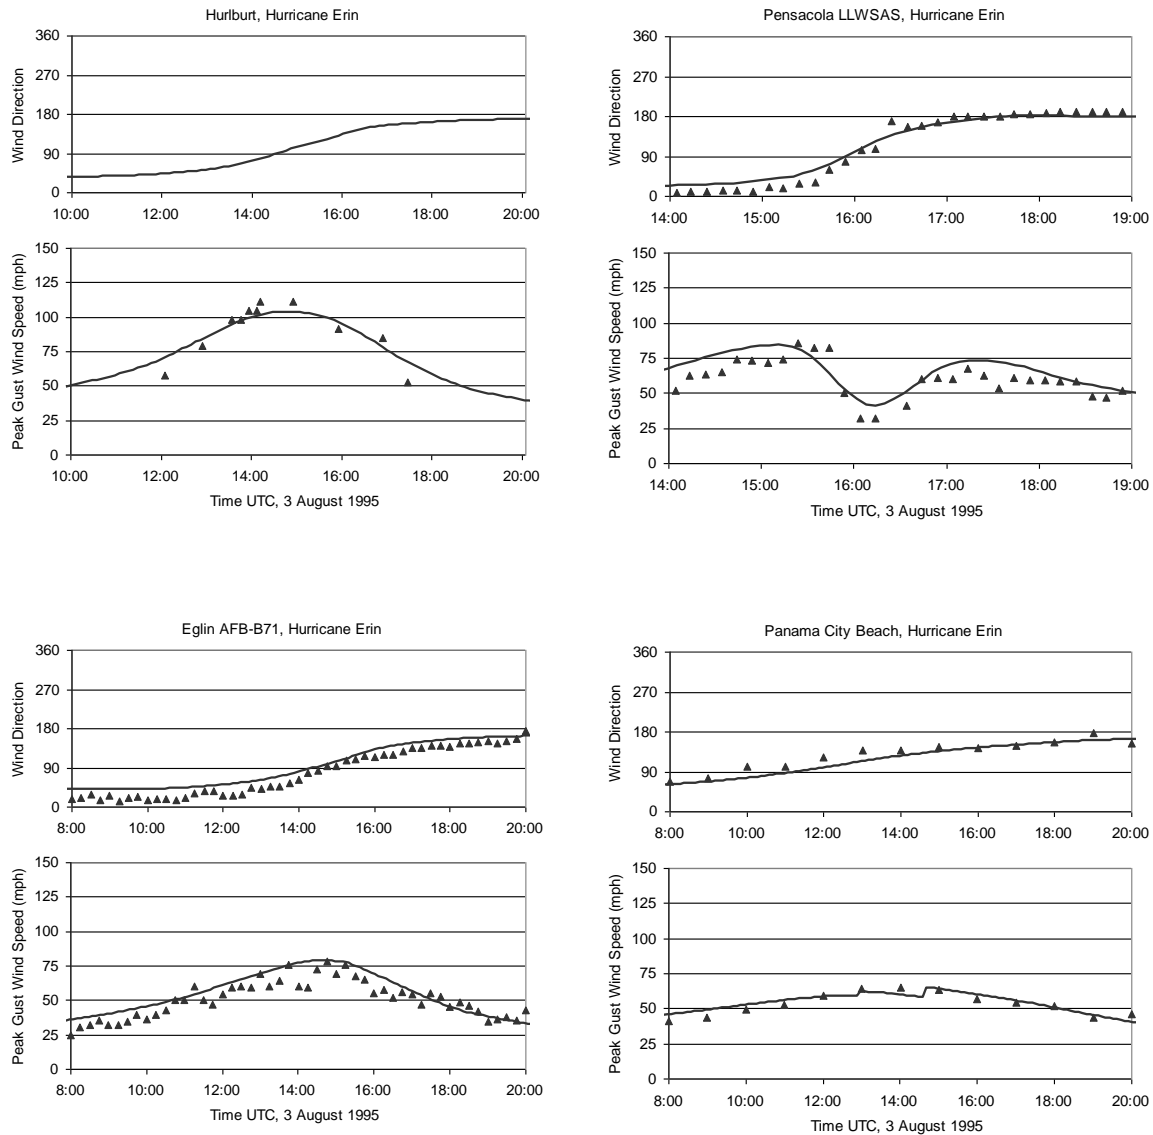 Hurlburt, Hurricane Erin
Wind Direction
360
270
180
90
0
10:00 12:00 14:00 16:00 18:00 20:00
Peak Gust Wind Speed (mph)
150
125
100
75
50
25
0
10:00 12:00 14:00 16:00 18:00 20:00
Time UTC, 3 August 1995
Pensacola LLWSAS, Hurricane Erin
Wind Direction
360
270
180
90
0
14:00 15:00 16:00 17:00 18:00 19:00
Peak Gust Wind Speed (mph)
150
125
100
75
50
25
0
14:00 15:00 16:00 17:00 18:00 19:00
Time UTC, 3 August 1995
Eglin AFB-B71, Hurricane Erin
Wind Direction
360
270
180
90
0
8:00 10:00 12:00 14:00 16:00 18:00 20:00
Peak Gust Wind Speed (mph)
150
125
100
75
50
25
0
8:00 10:00 12:00 14:00 16:00 18:00 20:00
Time UTC, 3 August 1995
Panama City Beach, Hurricane Erin
Wind Direction
360
270
180
90
0
8:00 10:00 12:00 14:00 16:00 18:00 20:00
Peak Gust Wind Speed (mph)
150
125
100
75
50
25
0
8:00 10:00 12:00 14:00 16:00 18:00 20:00
Time UTC, 3 August 1995